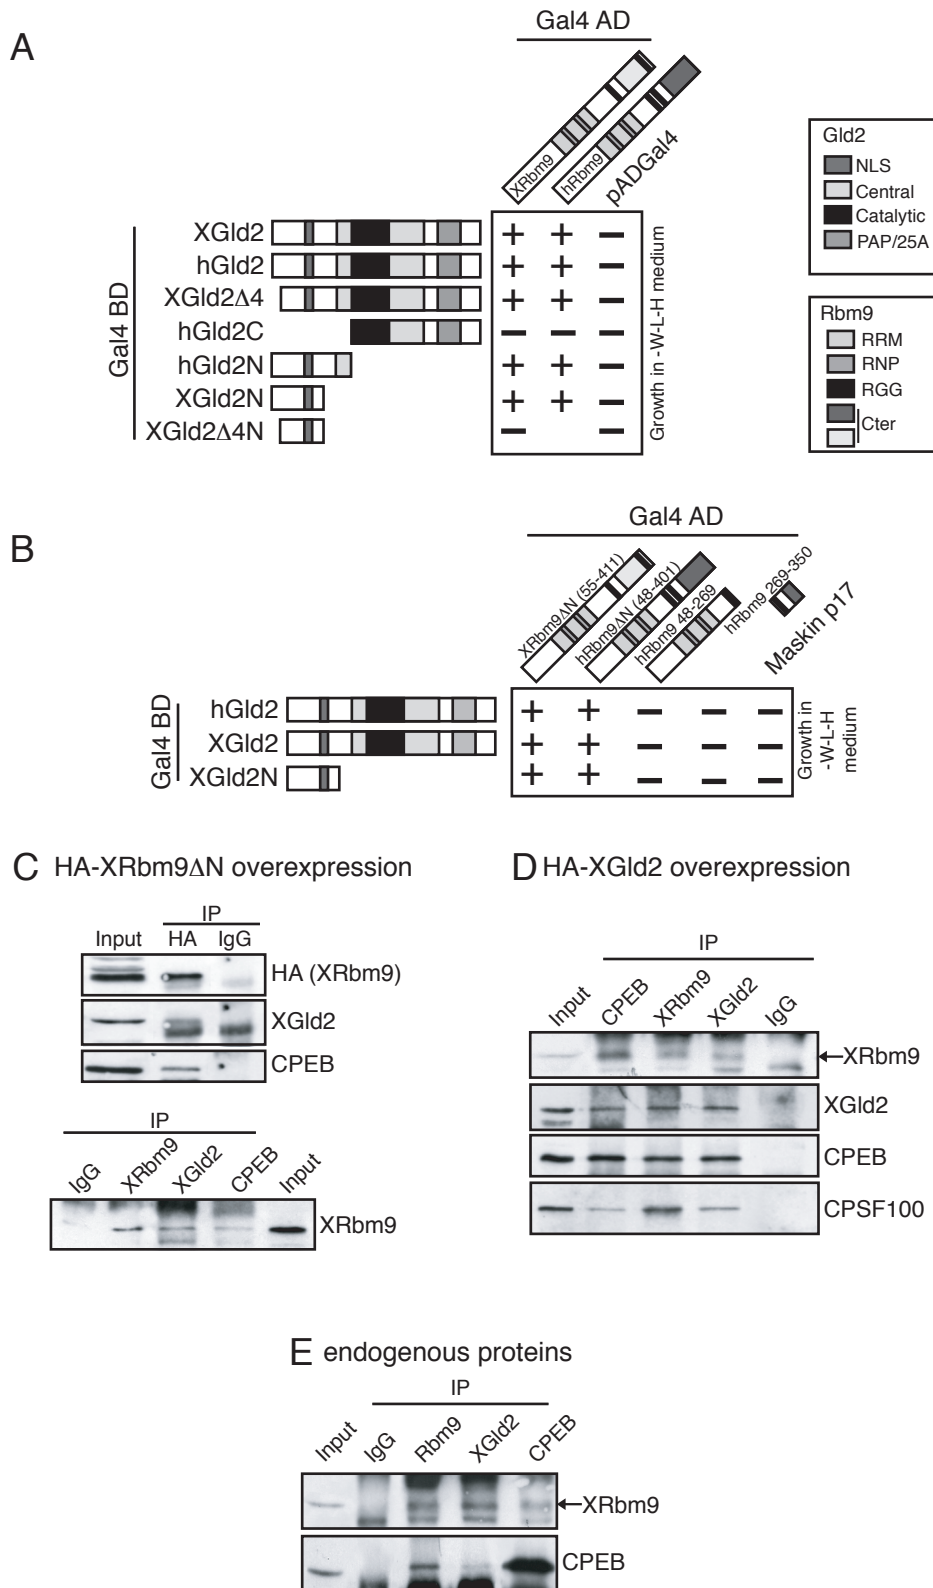 A
Gal4 AD
XRbm9
hRbm9
pADGal4
Gal4 BD
XGld2 + + −
hGld2 + + −
XGld2Δ4 + + −
hGld2C − − −
hGld2N + + −
XGld2N + + −
XGld2Δ4N − −
Growth in -W-L-H medium
Gld2
NLS
Central
Catalytic
PAP/25A
Rbm9
RRM
RNP
RGG
Cter
B
Gal4 AD
XRbm9ΔN (55-411)
hRbm9ΔN (48-401)
hRbm9 48-269
hRbm9 269-350
Maskin p17
Gal4 BD
hGld2 + + − − −
XGld2 + + − − −
XGld2N + + − − −
Growth in
-W-L-H
medium
C HA-XRbm9ΔN overexpression
IP
Input HA IgG
HA (XRbm9)
XGld2
CPEB
IP
IgG XRbm9 XGld2 CPEB Input
XRbm9
D HA-XGld2 overexpression
IP
Input CPEB XRbm9 XGld2 IgG
←XRbm9
XGld2
CPEB
CPSF100
E endogenous proteins
IP
Input IgG Rbm9 XGld2 CPEB
←XRbm9
CPEB